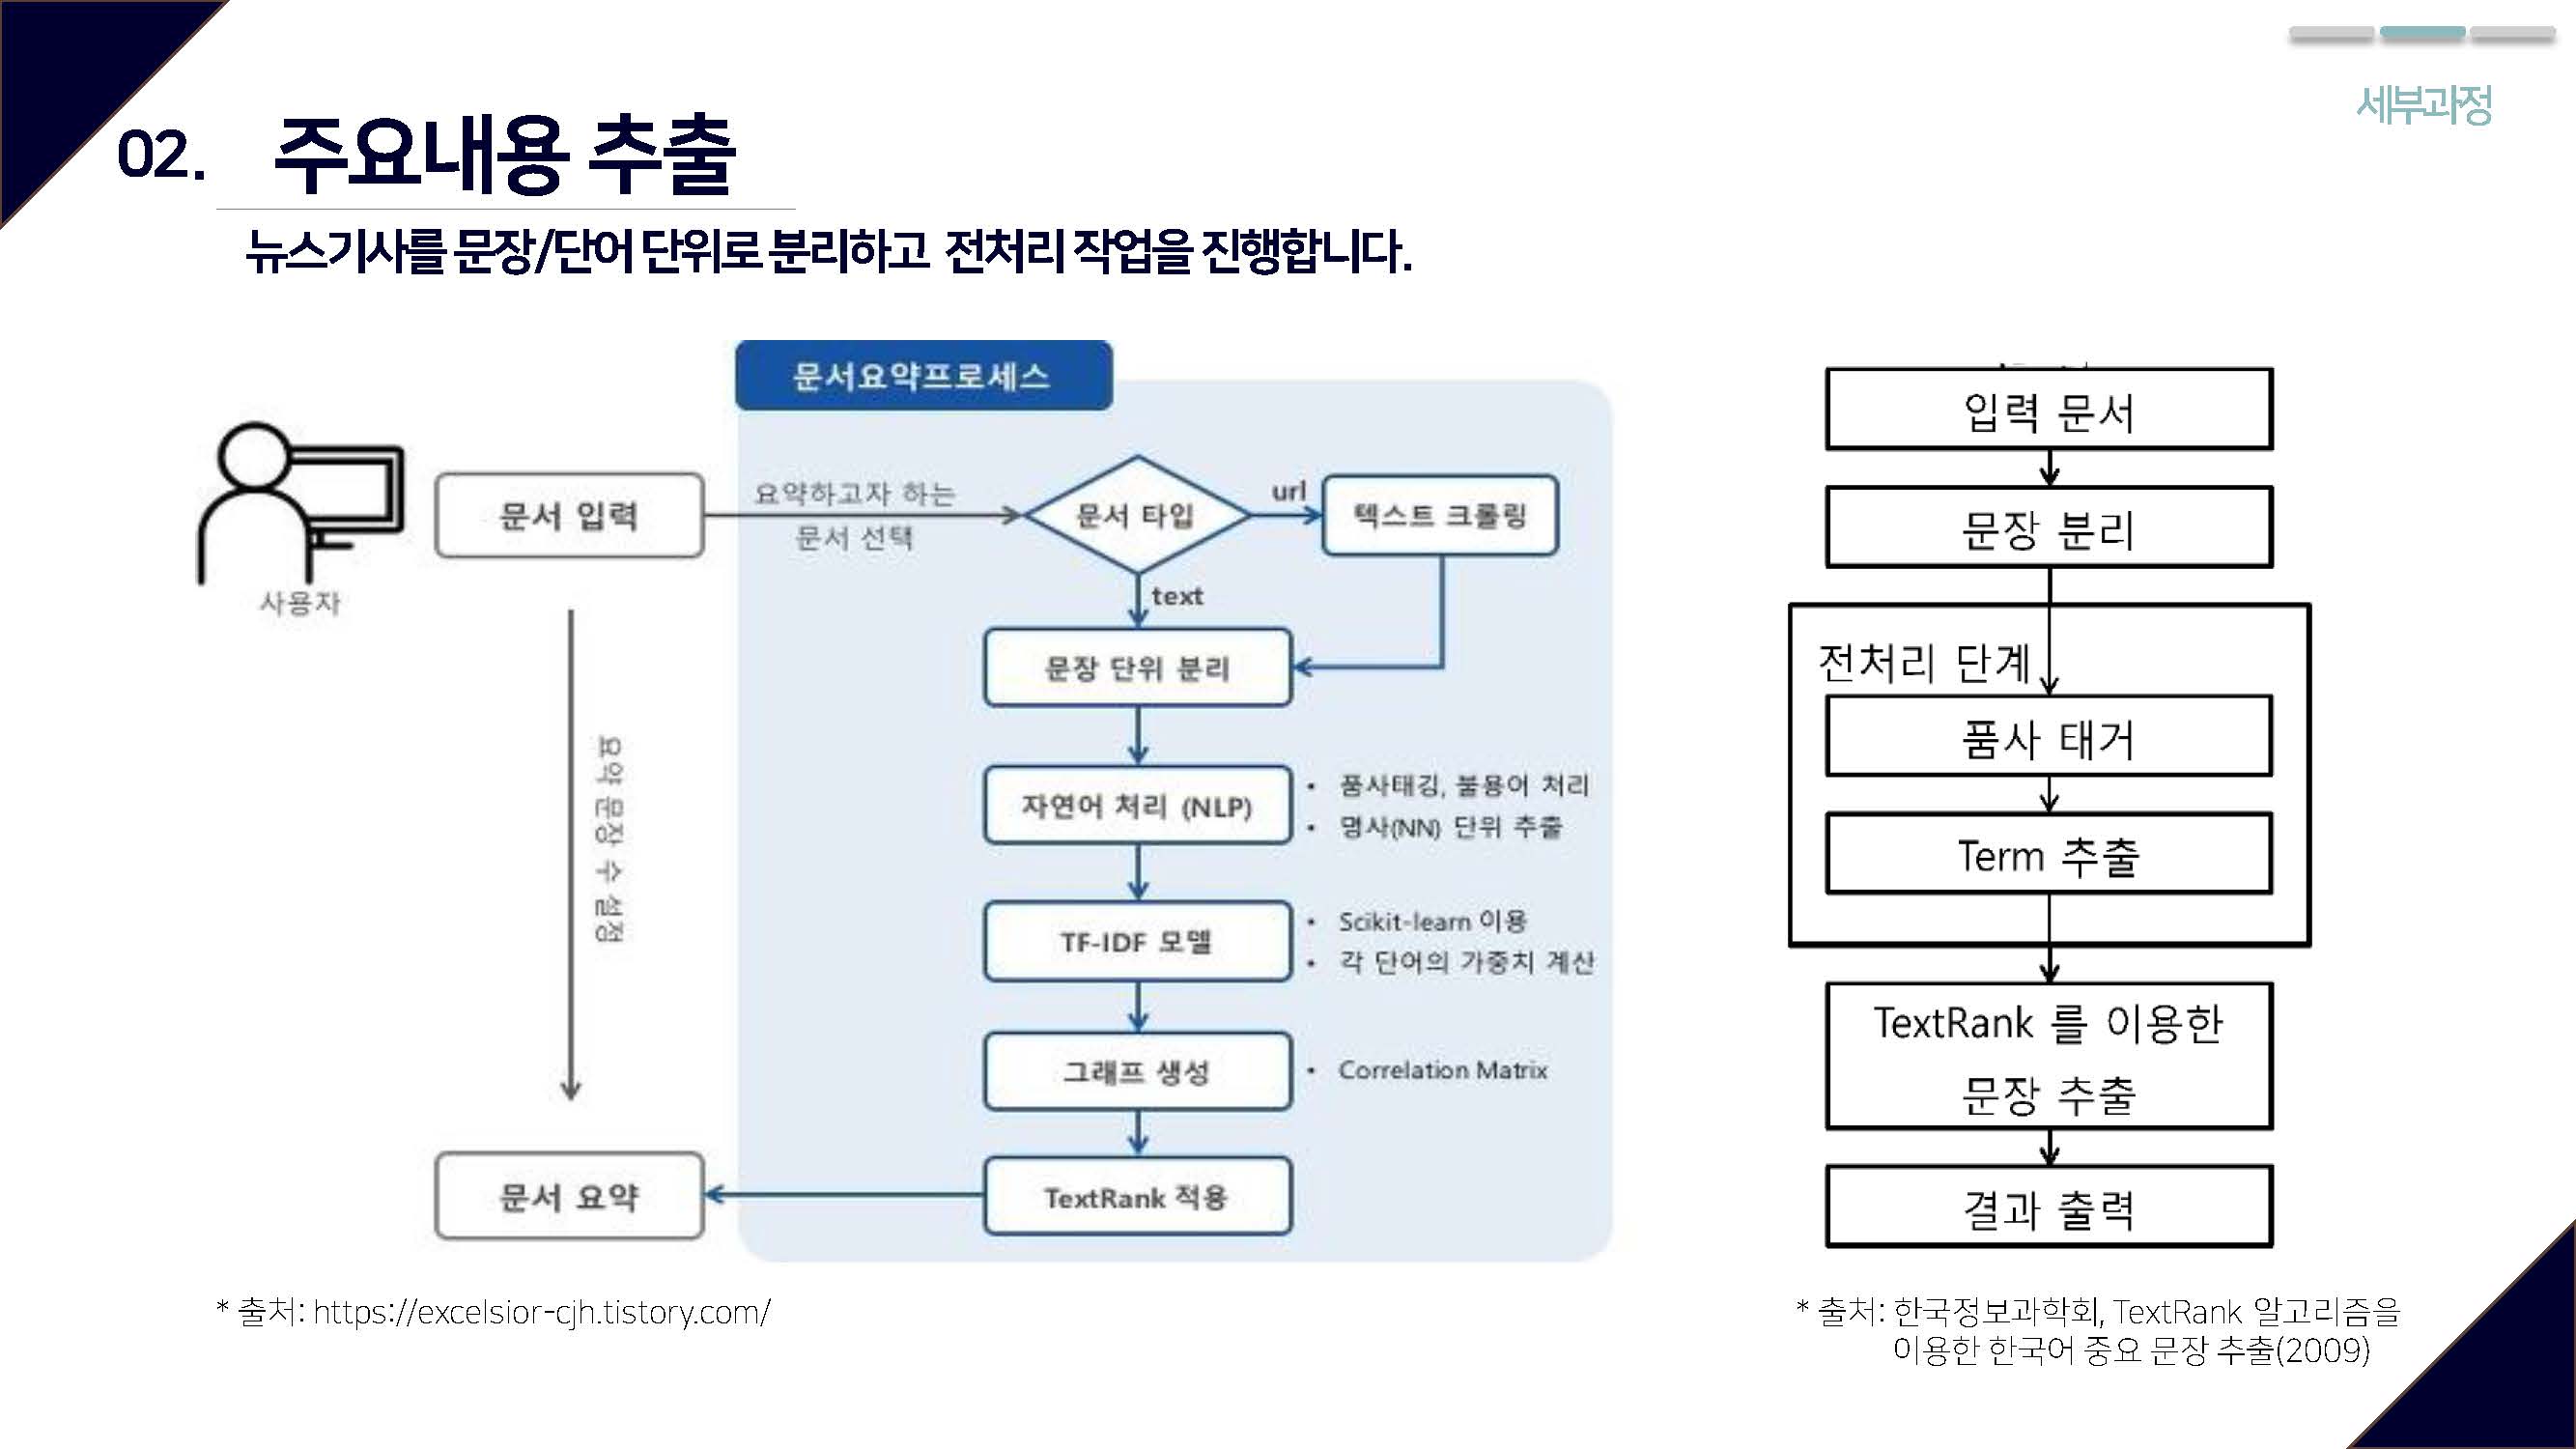 세부과정
02. 주요내용 추출
뉴스기사를 문장/단어 단위로 분리하고 전처리 작업을 진행합니다.
문서요약프로세스
사용자
문서 입력
요약하고자 하는
문서 선택
문서 타입
url
텍스트 크롤링
text
문장 단위 분리
자연어 처리 (NLP)
• 품사태깅, 불용어 처리
• 명사(NN) 단위 추출
TF-IDF 모델
• Scikit-learn 이용
• 각 단어의 가중치 계산
그래프 생성
• Correlation Matrix
TextRank 적용
요약 문장 수 설정
문서 요약
* 출처: https://excelsior-cjh.tistory.com/
입력 문서
문장 분리
전처리 단계
품사 태거
Term 추출
TextRank 를 이용한
문장 추출
결과 출력
* 출처: 한국정보과학회, TextRank 알고리즘을
이용한 한국어 중요 문장 추출(2009)